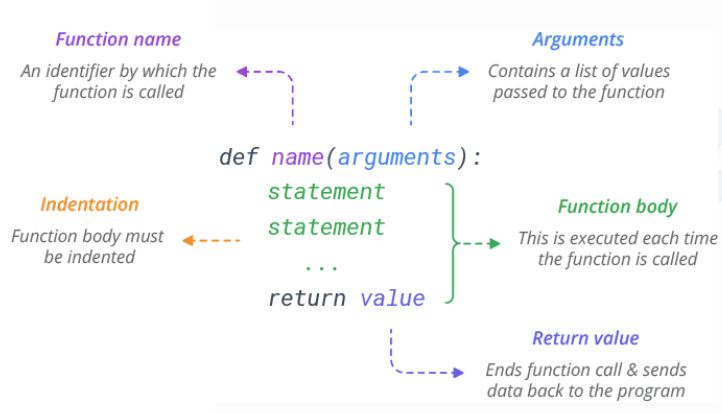 Function name
An identifier by which the
function is called
Arguments
Contains a list of values
passed to the function
def name(arguments):
statement
statement
...
return value
Indentation
Function body must
be indented
Function body
This is executed each time
the function is called
Return value
Ends function call & sends
data back to the program